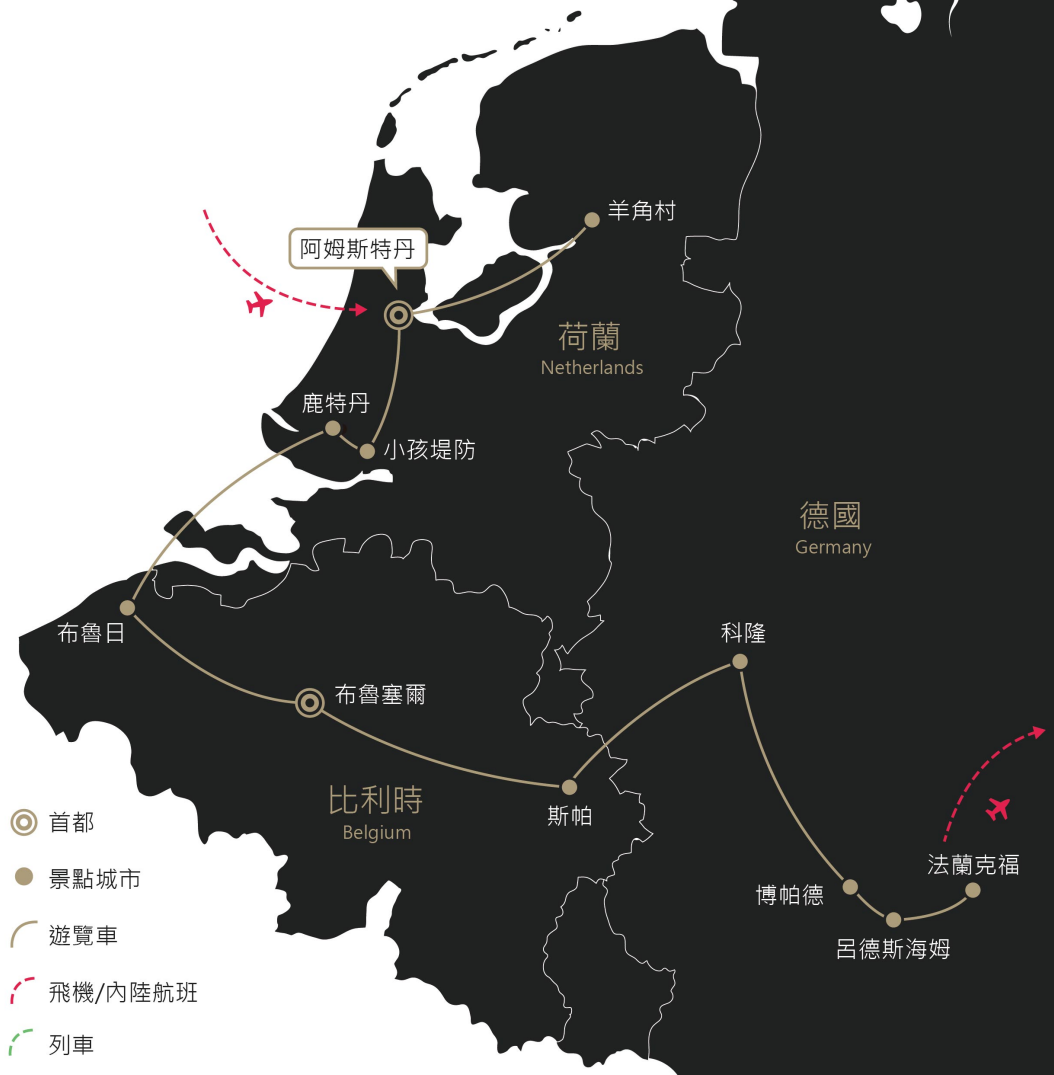 羊角村
阿姆斯特丹
荷蘭
Netherlands
鹿特丹
小孩堤防
德國
Germany
布魯日
科隆
布魯塞爾
比利時
Belgium
斯帕
首都
法蘭克福
景點城市
博帕德
遊覽車
呂德斯海姆
飛機/內陸航班
列車